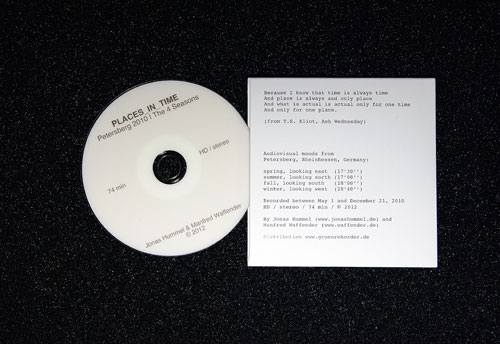 PLACES_IN_TIME
Petersberg 2010 | The 4 Seasons
HD / stereo
74 min
Jonas Hummel & Manfred Waffender
© 2012
Because I know that time is always time
And place is always and only place
And what is actual is actual only for one time
And only for one place.
(from T.S. Eliot, Ash Wednesday)
Audiovisual moods from
Petersberg, RheinHessen, Germany:
spring, looking east (17'30'')
summer, looking north (17'00'')
fall, looking south (18'00'')
winter, looking west (20'40'')
Recorded between May 1 and December 21, 2010
HD / stereo / 74 min / © 2012
By Jonas Hummel (www.jonashummel.de) and
Manfred Waffender (www.waffender.de)
Distribution www.gruenrekorder.de